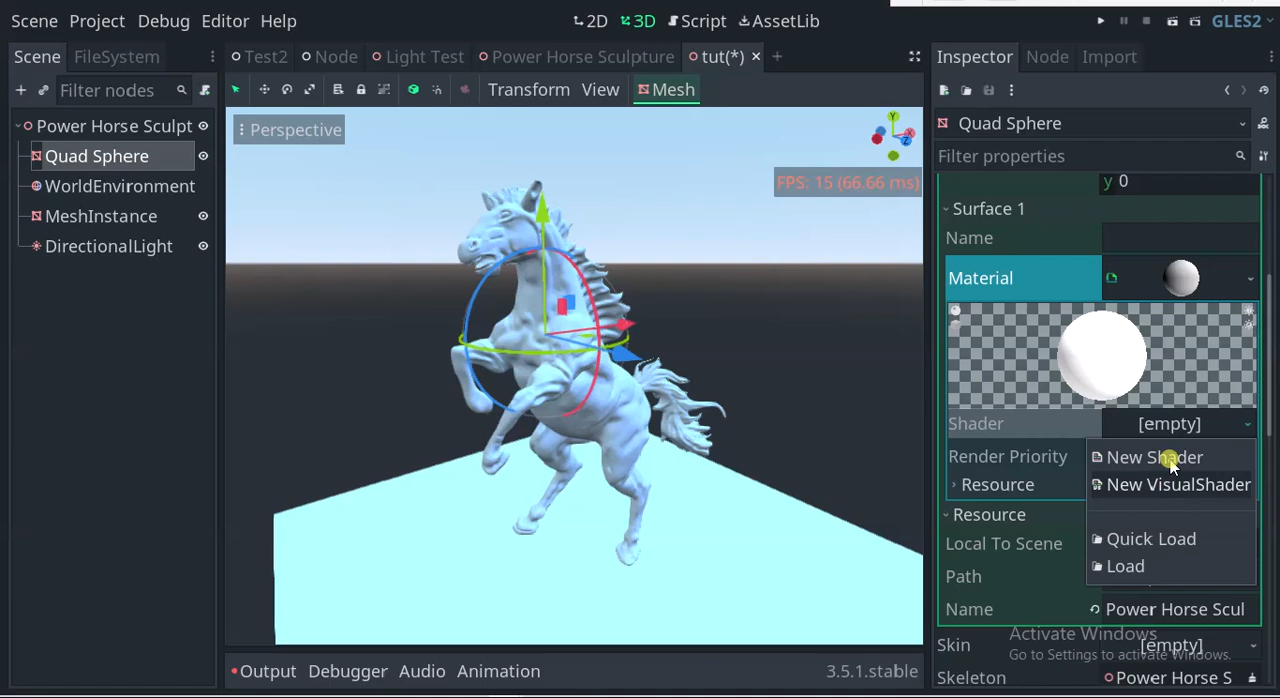 Scene Project Debug Editor Help
2D 3D Script AssetLib
GLES2
Scene FileSystem
Filter nodes
Power Horse Sculpt
Quad Sphere
WorldEnvironment
MeshInstance
DirectionalLight
Test2 Node Light Test Power Horse Sculpture tut(*)
Transform View Mesh
Perspective
FPS: 15 (66.66 ms)
Y
X
Z
Output Debugger Audio Animation 3.5.1.stable
Inspector Node Import
Quad Sphere
Filter properties
y 0
Surface 1
Name
Material
Shader [empty]
New Shader
New VisualShader
Quick Load
Load
Render Priority
Resource
Resource
Local To Scene
Path
Name Power Horse Scul
Activate Windows
Go to Settings to activate Windows.
Skin [empty]
Skeleton Power Horse S